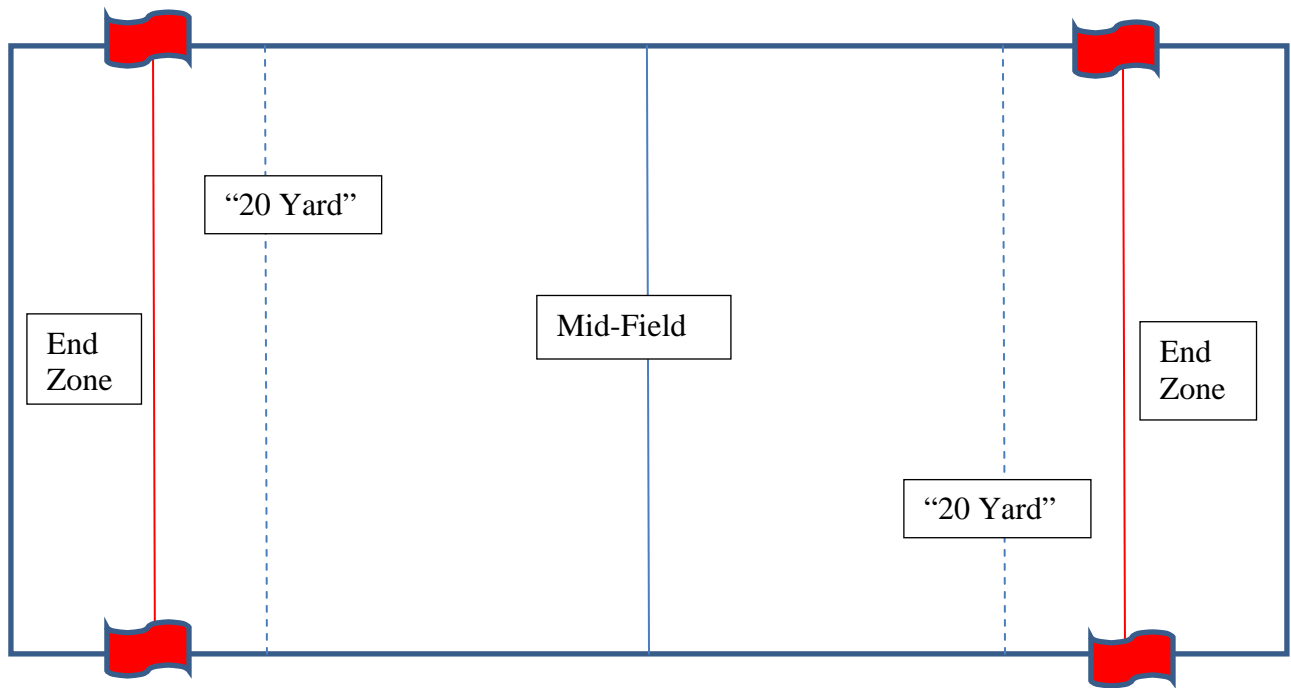 “20 Yard”
Mid-Field
End
Zone
End
Zone
“20 Yard”